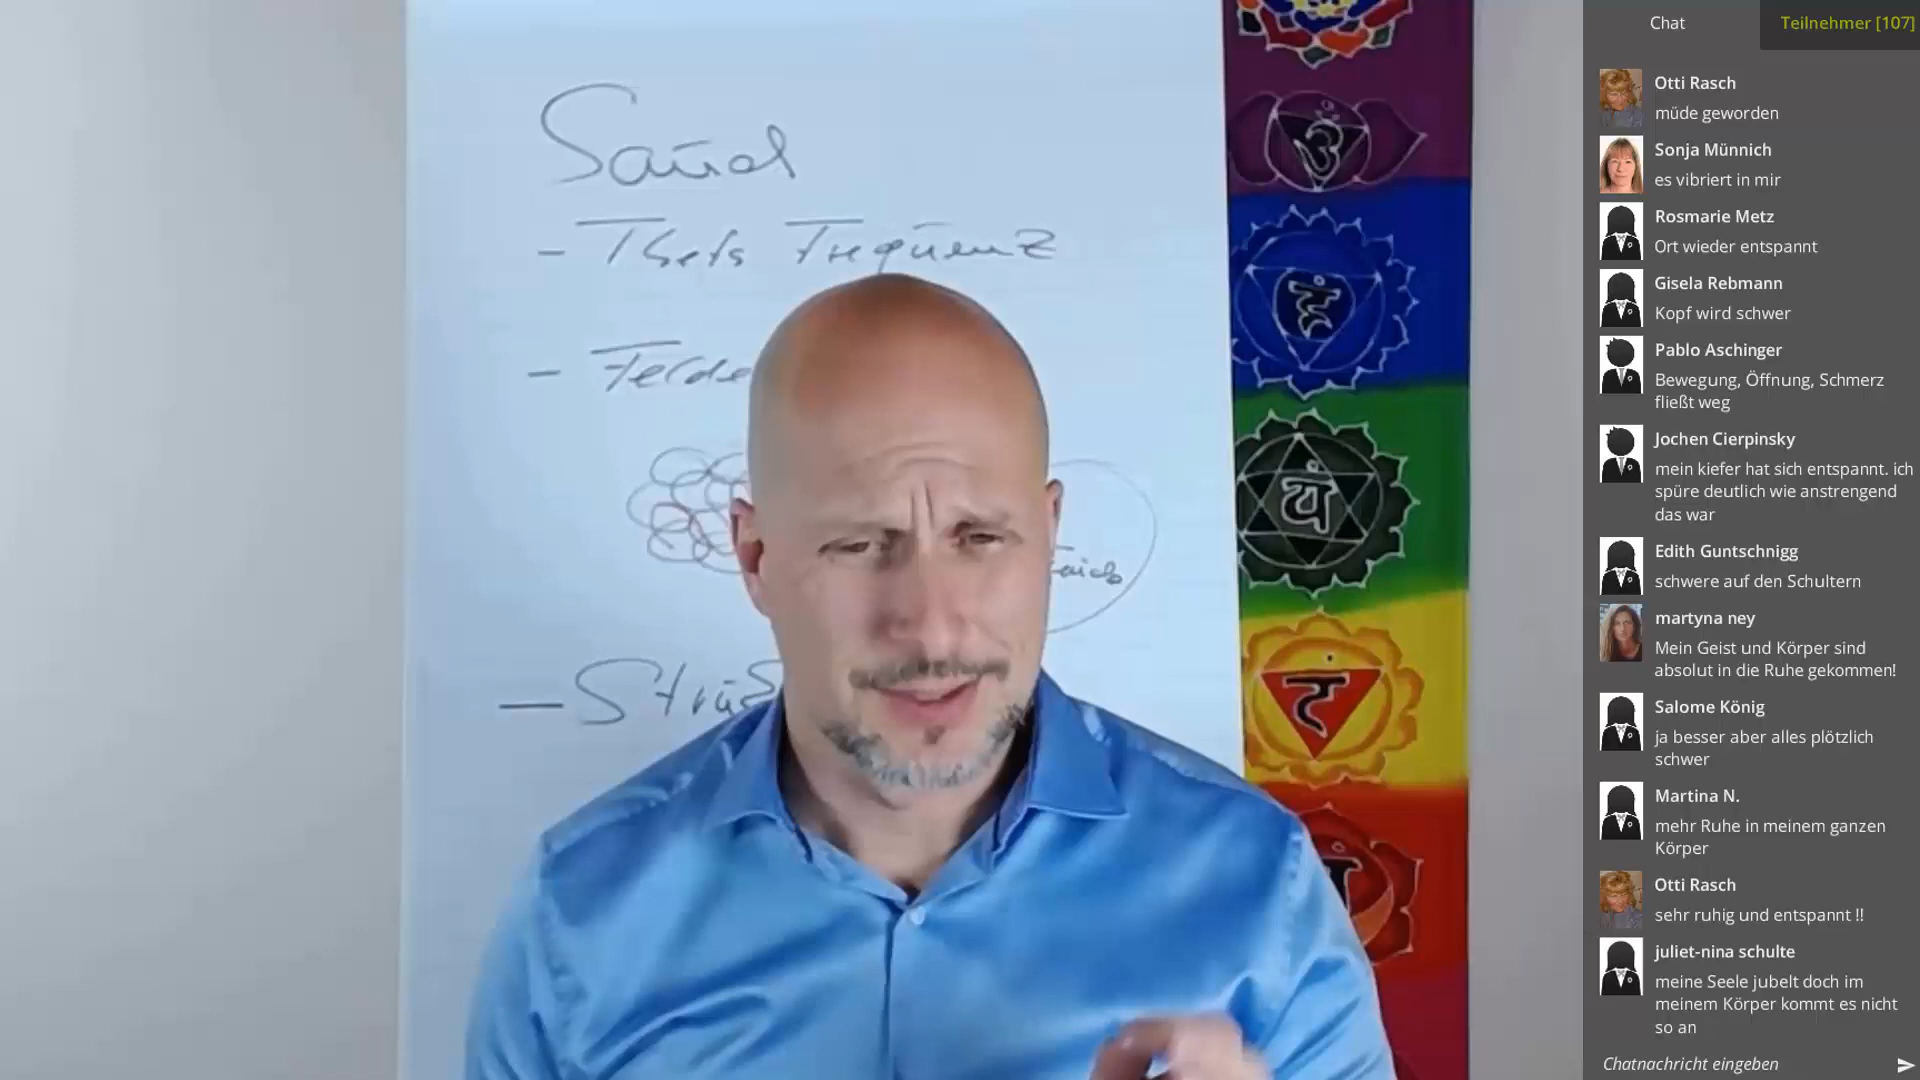 Saúd
- Theta Frequenz
- Felde
- Stru
ॐ
हं
यं
रं
Chat
Teilnehmer [107]
Otti Rasch
müde geworden
Sonja Münnich
es vibriert in mir
Rosmarie Metz
Ort wieder entspannt
Gisela Rebmann
Kopf wird schwer
Pablo Aschinger
Bewegung, Öffnung, Schmerz
fließt weg
Jochen Cierpinsky
mein kiefer hat sich entspannt. ich
spüre deutlich wie anstrengend
das war
Edith Guntschnigg
schwere auf den Schultern
martyna ney
Mein Geist und Körper sind
absolut in die Ruhe gekommen!
Salome König
ja besser aber alles plötzlich
schwer
Martina N.
mehr Ruhe in meinem ganzen
Körper
Otti Rasch
sehr ruhig und entspannt !!
juliet-nina schulte
meine Seele jubelt doch im
meinem Körper kommt es nicht
so an
Chatnachricht eingeben